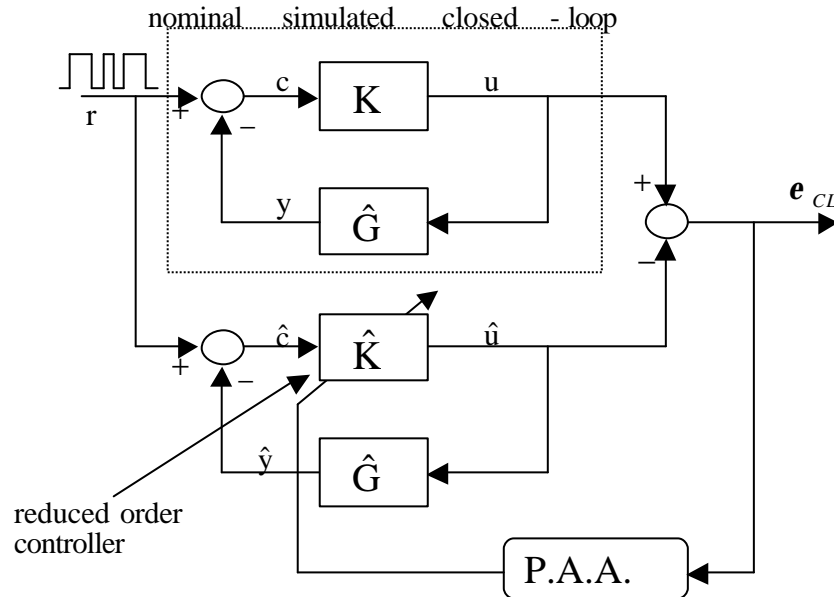 nominal simulated closed - loop
r
+
−
c
K
u
y
Ĝ
+
−
e CL
+
−
ĉ
K̂
û
ŷ
Ĝ
reduced order
controller
P.A.A.